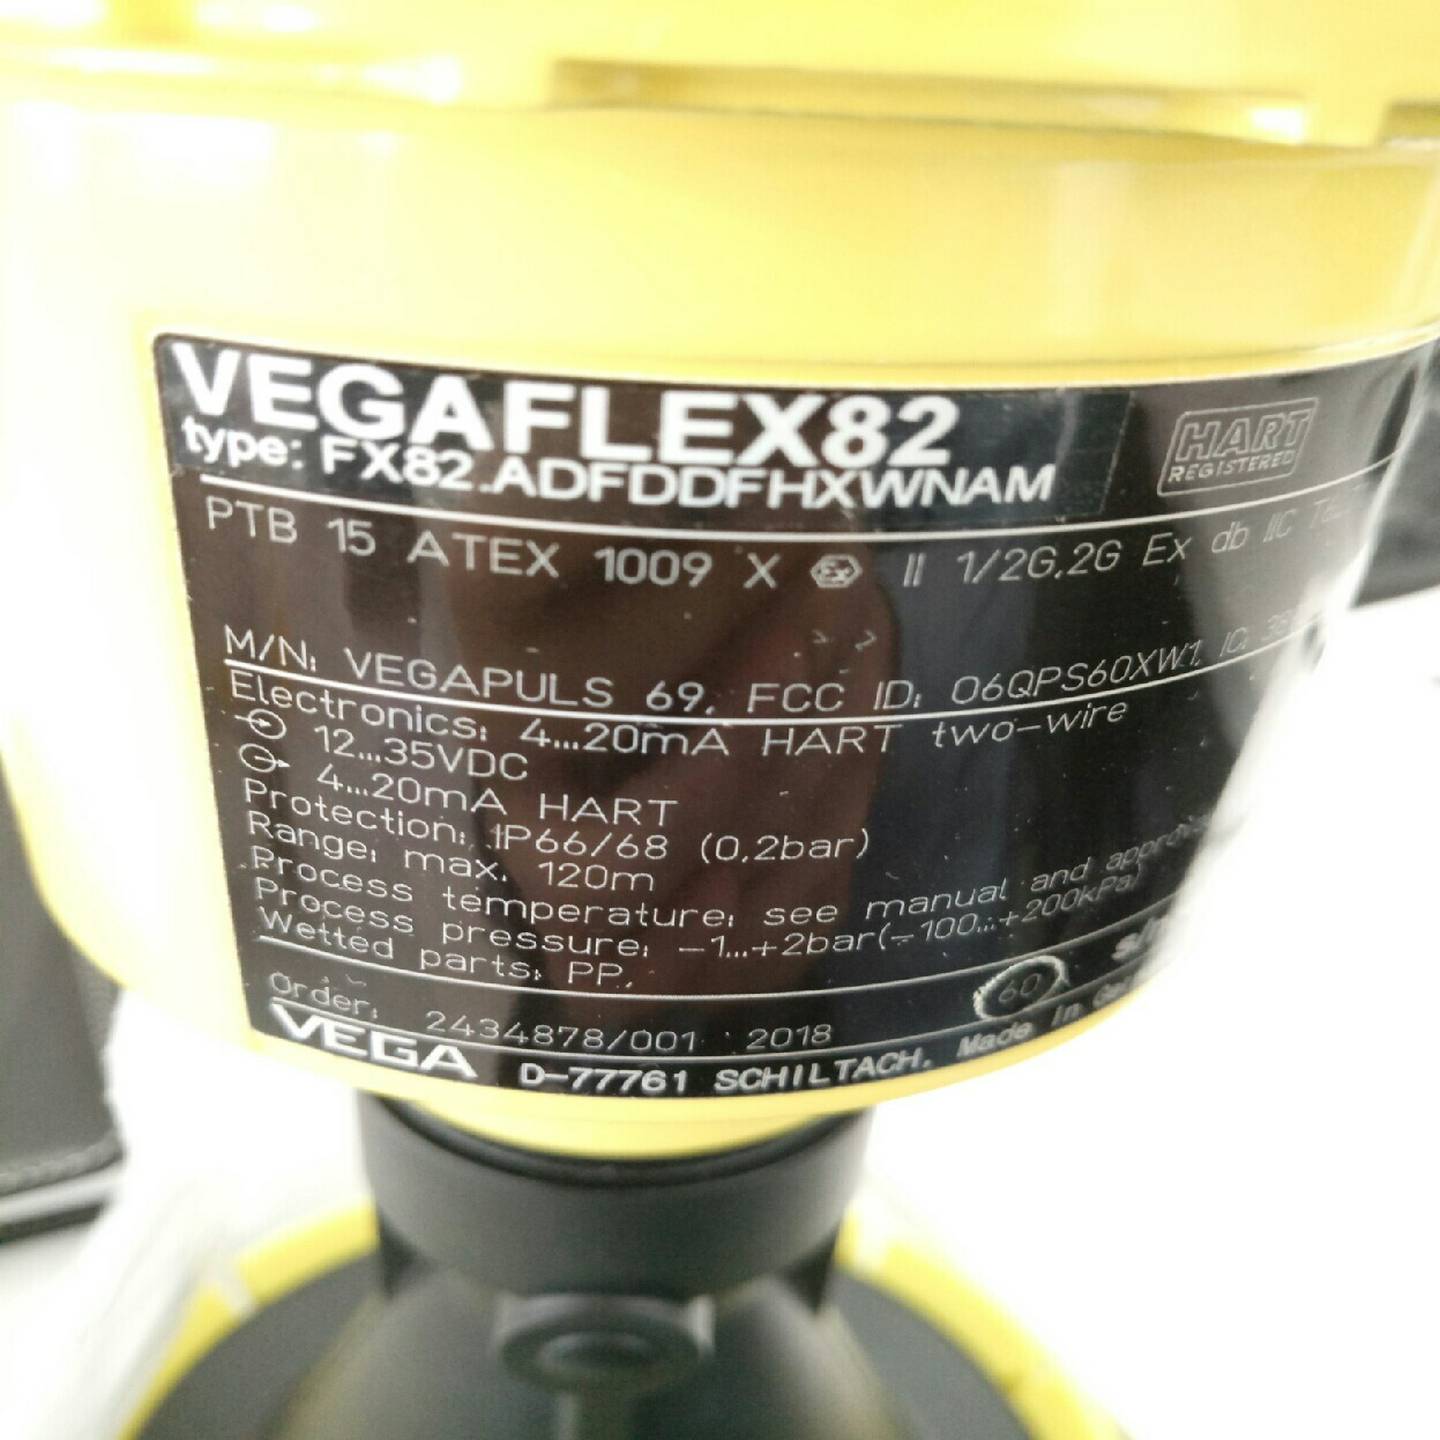 VEGAFLEX82
type: FX82.ADFDDFHXWNAM
HART
REGISTERED
PTB 15 ATEX 1009 X Ex II 1/2G,2G Ex db IIC
M/N: VEGAPULS 69, FCC ID: O6QPS60XW1, IC:
Electronics: 4...20mA HART two-wire
12...35VDC
4...20mA HART
Protection: IP66/68 (0,2bar)
Range: max. 120m
Process temperature: see manual and
Process pressure: -1...+2bar(-100...+200kPa)
Wetted parts: PP,
60
Order: 2434878/001 2018
VEGA D-77761 SCHILTACH, Made in